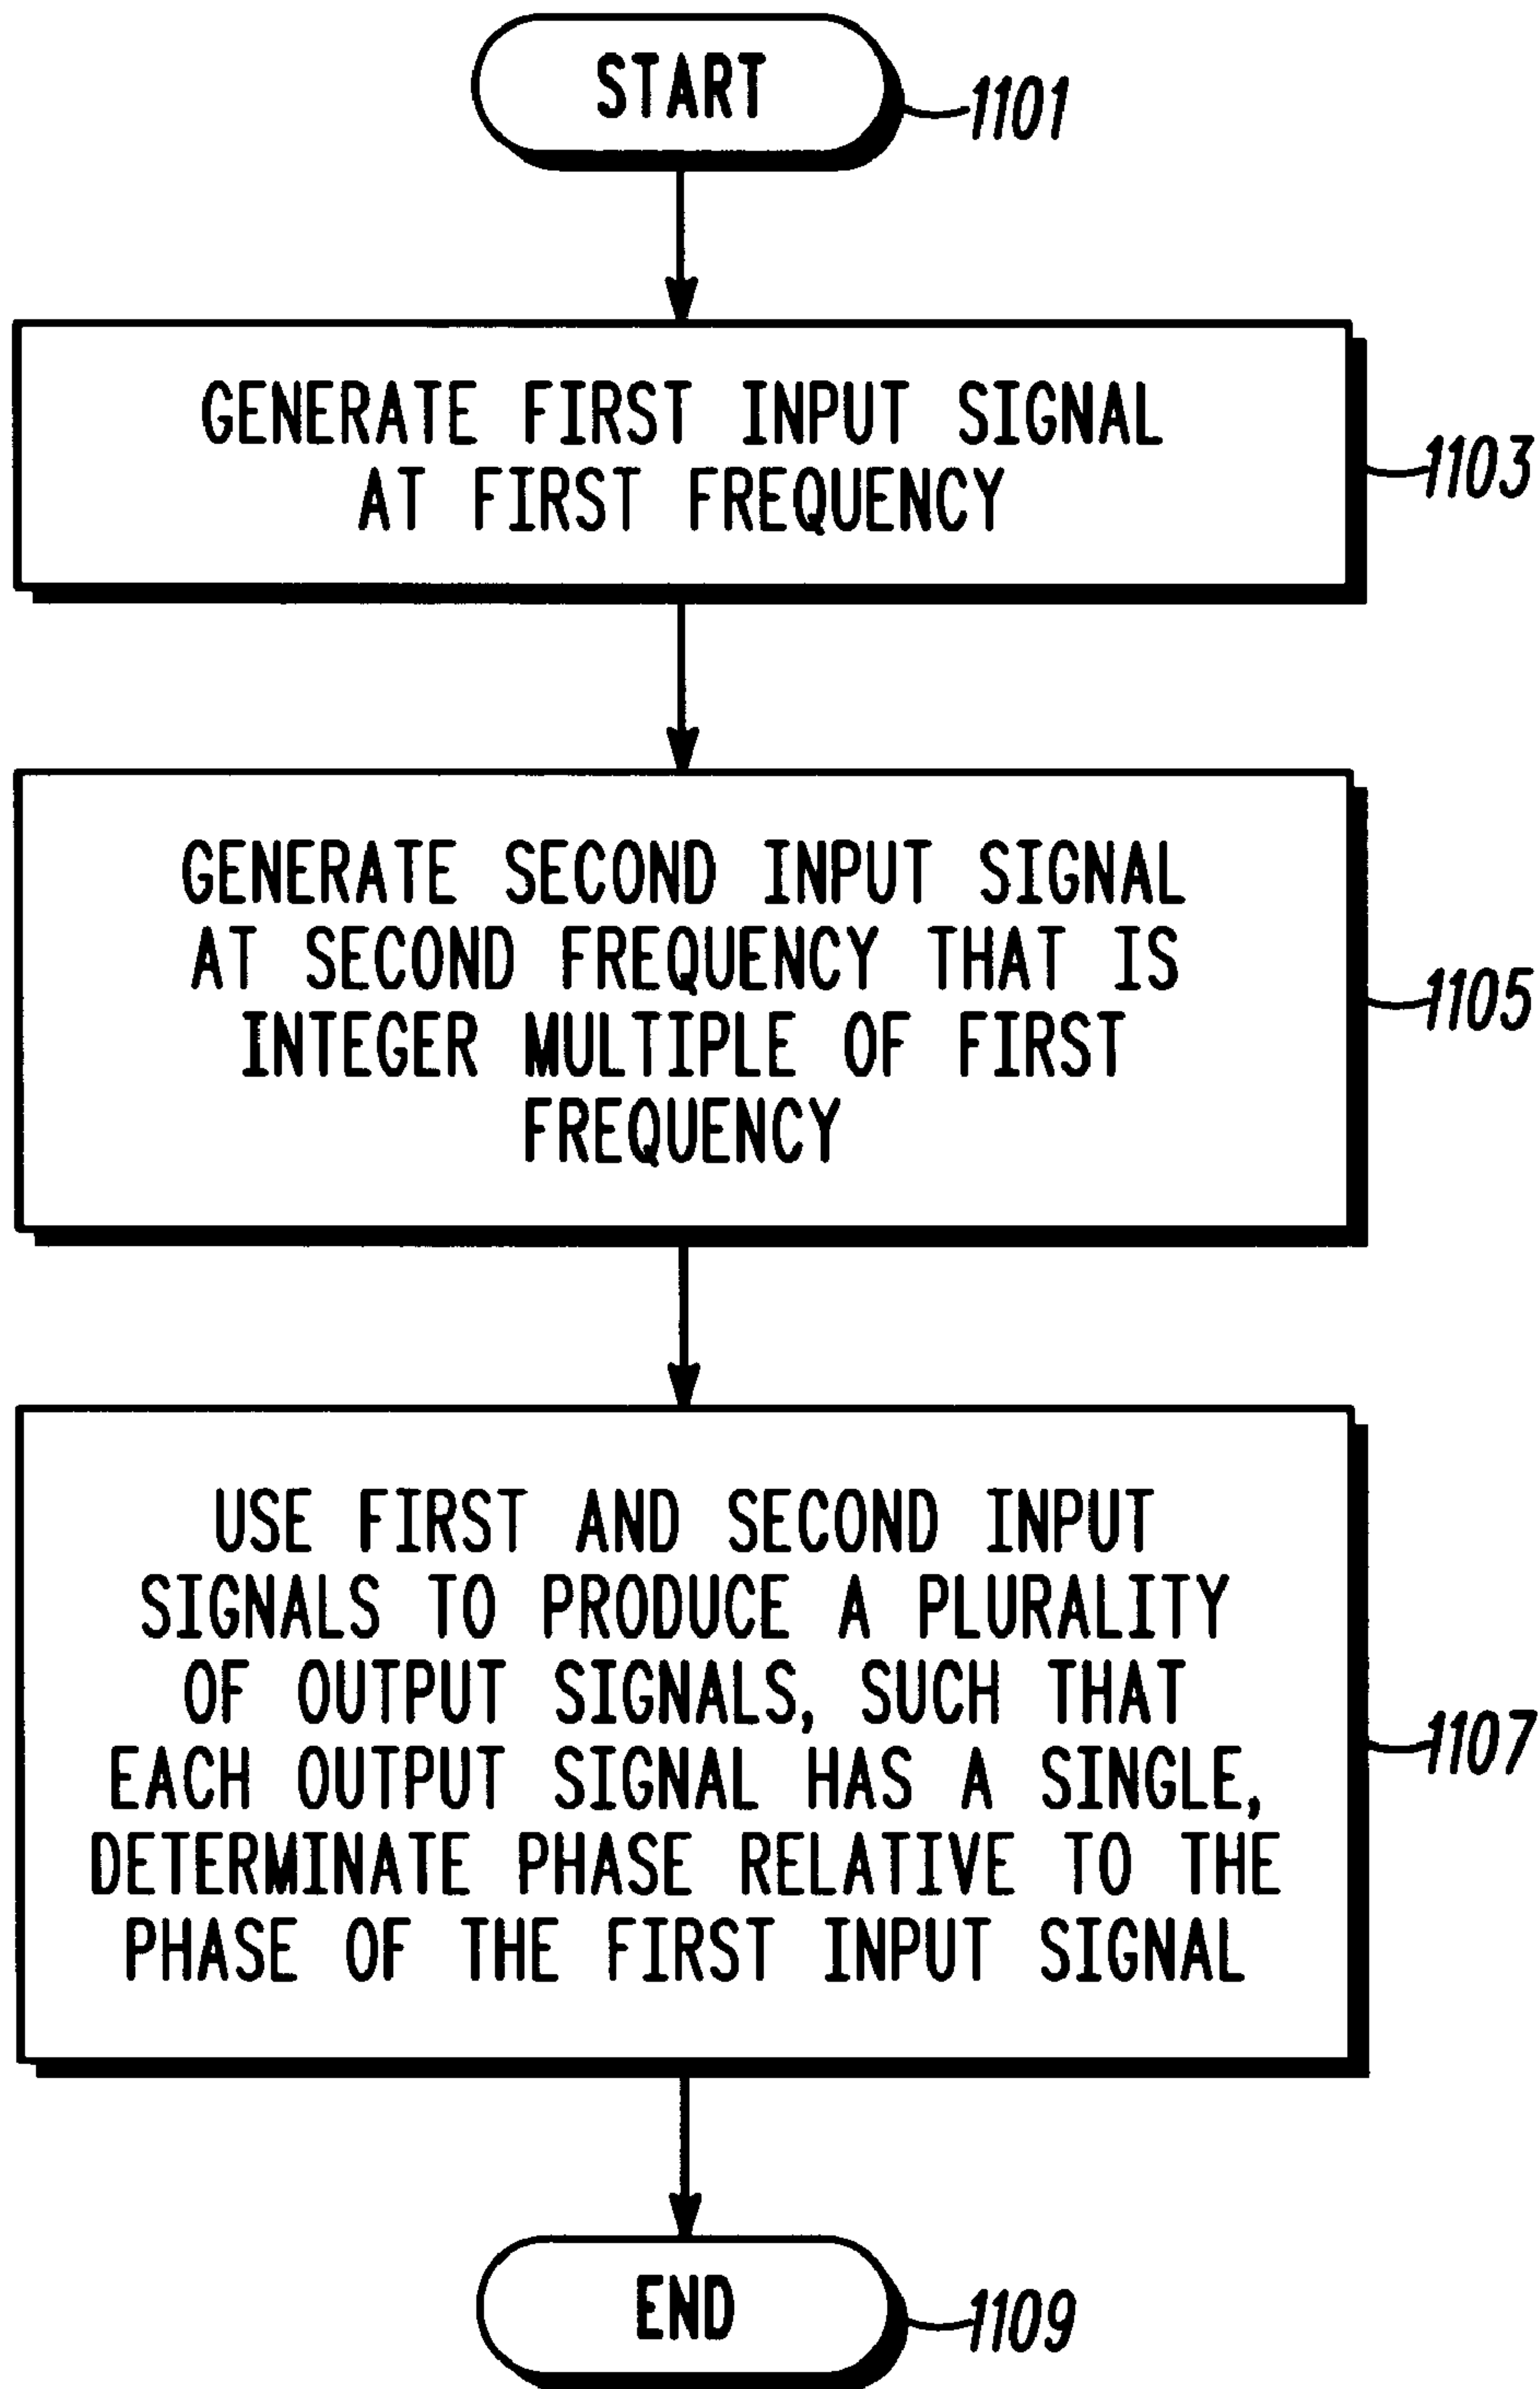 START
1101
GENERATE FIRST INPUT SIGNAL
AT FIRST FREQUENCY
1103
GENERATE SECOND INPUT SIGNAL
AT SECOND FREQUENCY THAT IS
INTEGER MULTIPLE OF FIRST
FREQUENCY
1105
USE FIRST AND SECOND INPUT
SIGNALS TO PRODUCE A PLURALITY
OF OUTPUT SIGNALS, SUCH THAT
EACH OUTPUT SIGNAL HAS A SINGLE,
DETERMINATE PHASE RELATIVE TO THE
PHASE OF THE FIRST INPUT SIGNAL
1107
END
1109